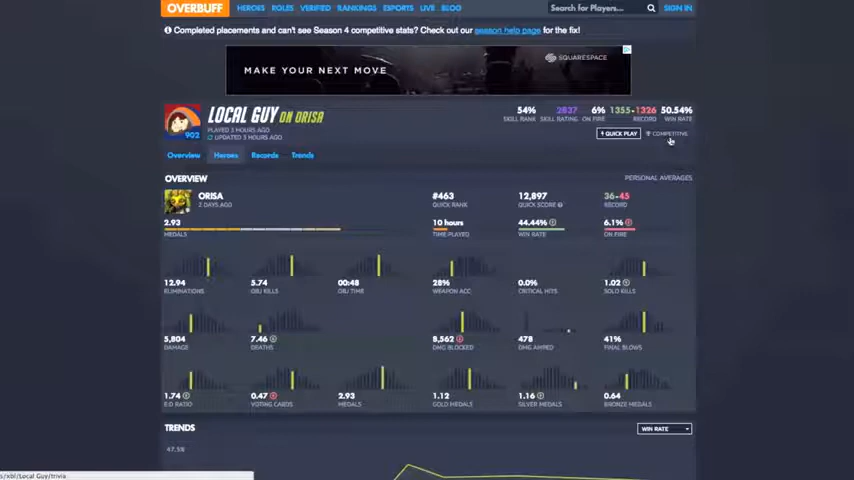 OVERBUFF HEROES ROLES VERIFIED RANKINGS ESPORTS LIVE BLOG Search for Players... SIGN IN
Completed placements and can't see Season 4 competitive stats? Check out our season help page for the fix!
MAKE YOUR NEXT MOVE SQUARESPACE
LOCAL GUY ON ORISA
54% 2837 6% 1355-1326 50.54%
SKILL RANK SKILL RATING ON FIRE RECORD WIN RATE
902
PLAYED 3 HOURS AGO
UPDATED 3 HOURS AGO
QUICK PLAY COMPETITIVE
Overview Heroes Records Trends
OVERVIEW PERSONAL AVERAGES
ORISA #463 12,897 36-45
2 DAYS AGO QUICK RANK QUICK SCORE RECORD
2.93 10 hours 44.44% 6.1%
MEDALS TIME PLAYED WIN RATE ON FIRE
12.94 5.74 00:48 28% 0.0% 1.02
ELIMINATIONS OBJ KILLS OBJ TIME WEAPON ACC CRITICAL HITS SOLO KILLS
5,804 7.46 8,562 478 41%
DAMAGE DEATHS DMG BLOCKED DMG AMPED FINAL BLOWS
1.74 0.47 2.93 1.12 1.16 0.64
E:D RATIO VOTING CARDS MEDALS GOLD MEDALS SILVER MEDALS BRONZE MEDALS
TRENDS WIN RATE
47.5%
s/xbl/Local Guy/trivia